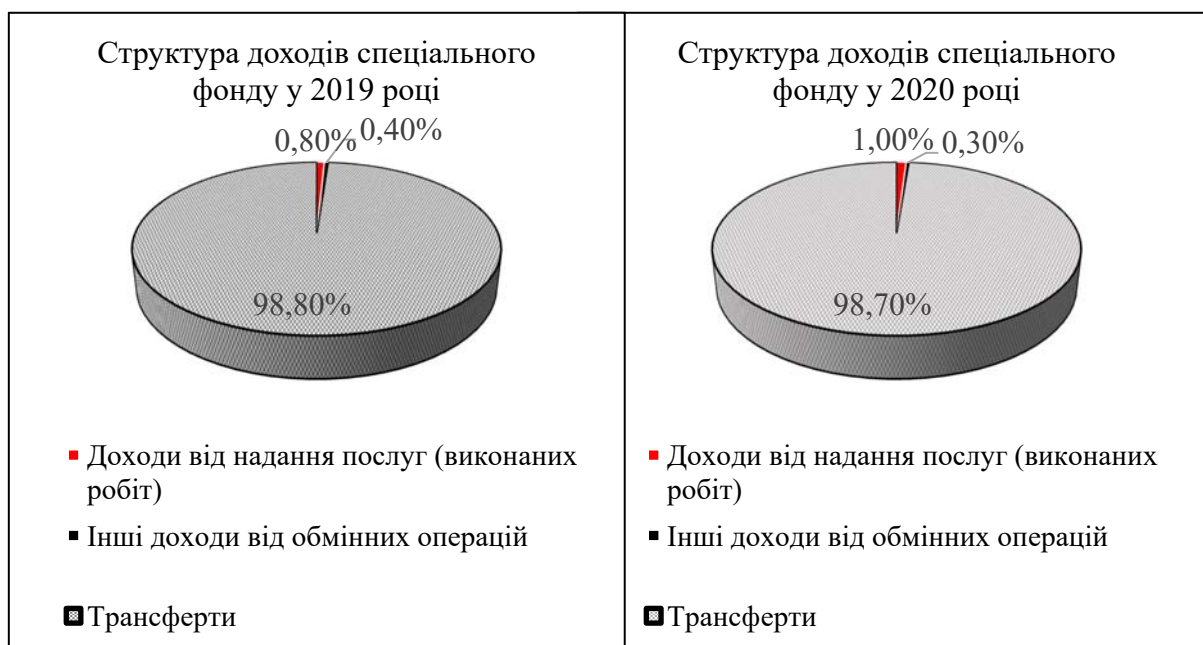 Структура доходів спеціального
фонду у 2019 році
0,80%
0,40%
98,80%
Доходи від надання послуг (виконаних
робіт)
Інші доходи від обмінних операцій
Трансферти
Структура доходів спеціального
фонду у 2020 році
1,00%
0,30%
98,70%
Доходи від надання послуг (виконаних
робіт)
Інші доходи від обмінних операцій
Трансферти